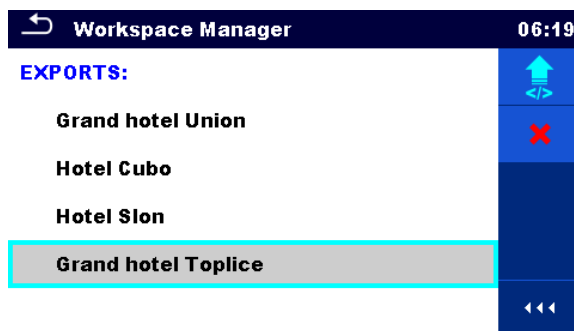 Workspace Manager 06:19
EXPORTS:
</>
Grand hotel Union
Hotel Cubo
Hotel Slon
Grand hotel Toplice